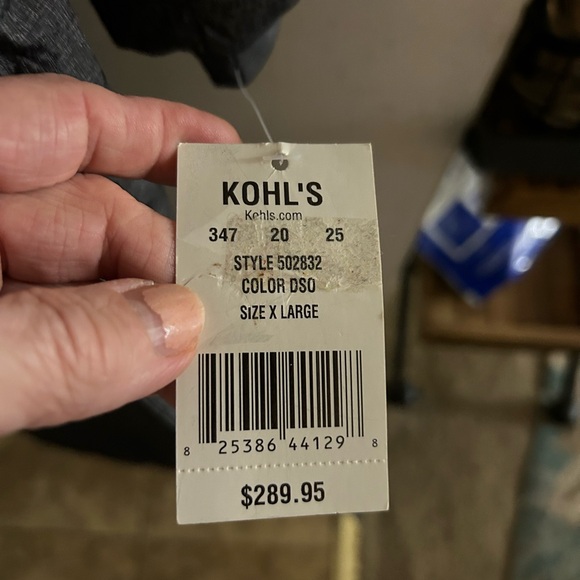 KOHL'S
Kohls.com
347 20 25
STYLE 502832
COLOR DSO
SIZE X LARGE
8 25386 44129 8
$289.95